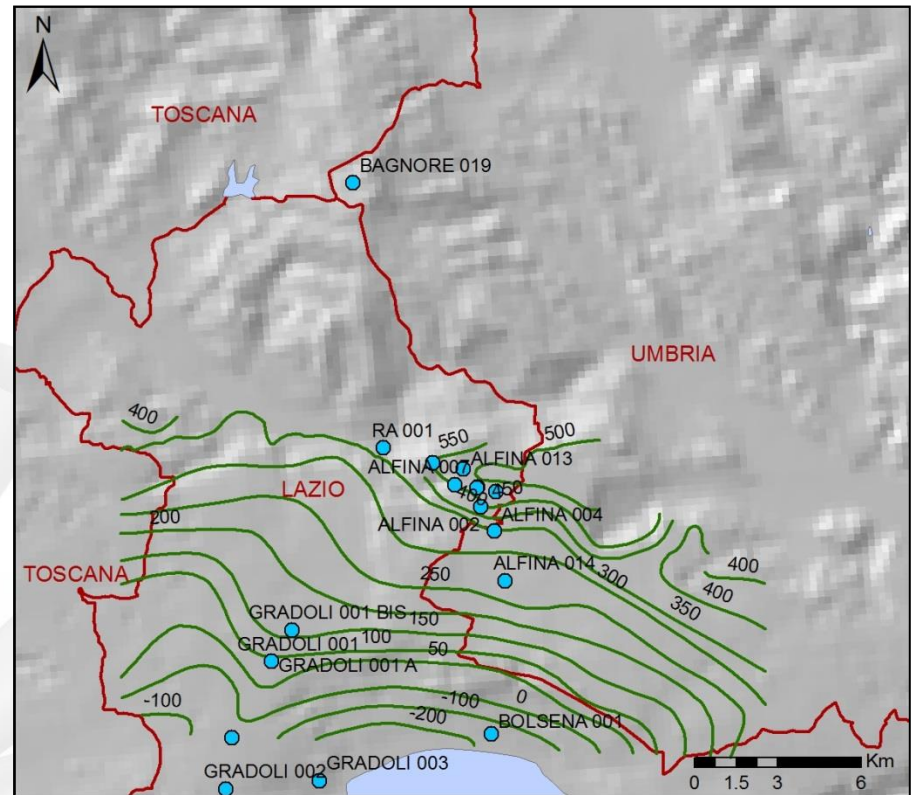 N
TOSCANA
BAGNORE 019
UMBRIA
400
RA 001
550
500
ALFINA 013
ALFINA 007
400
450
LAZIO
200
ALFINA 002
ALFINA 004
TOSCANA
250
ALFINA 014
300
400
400
350
GRADOLI 001 BIS
150
100
GRADOLI 001
50
GRADOLI 001 A
-100
-100
0
-200
BOLSENA 001
GRADOLI 002
GRADOLI 003
Km
0 1.5 3 6